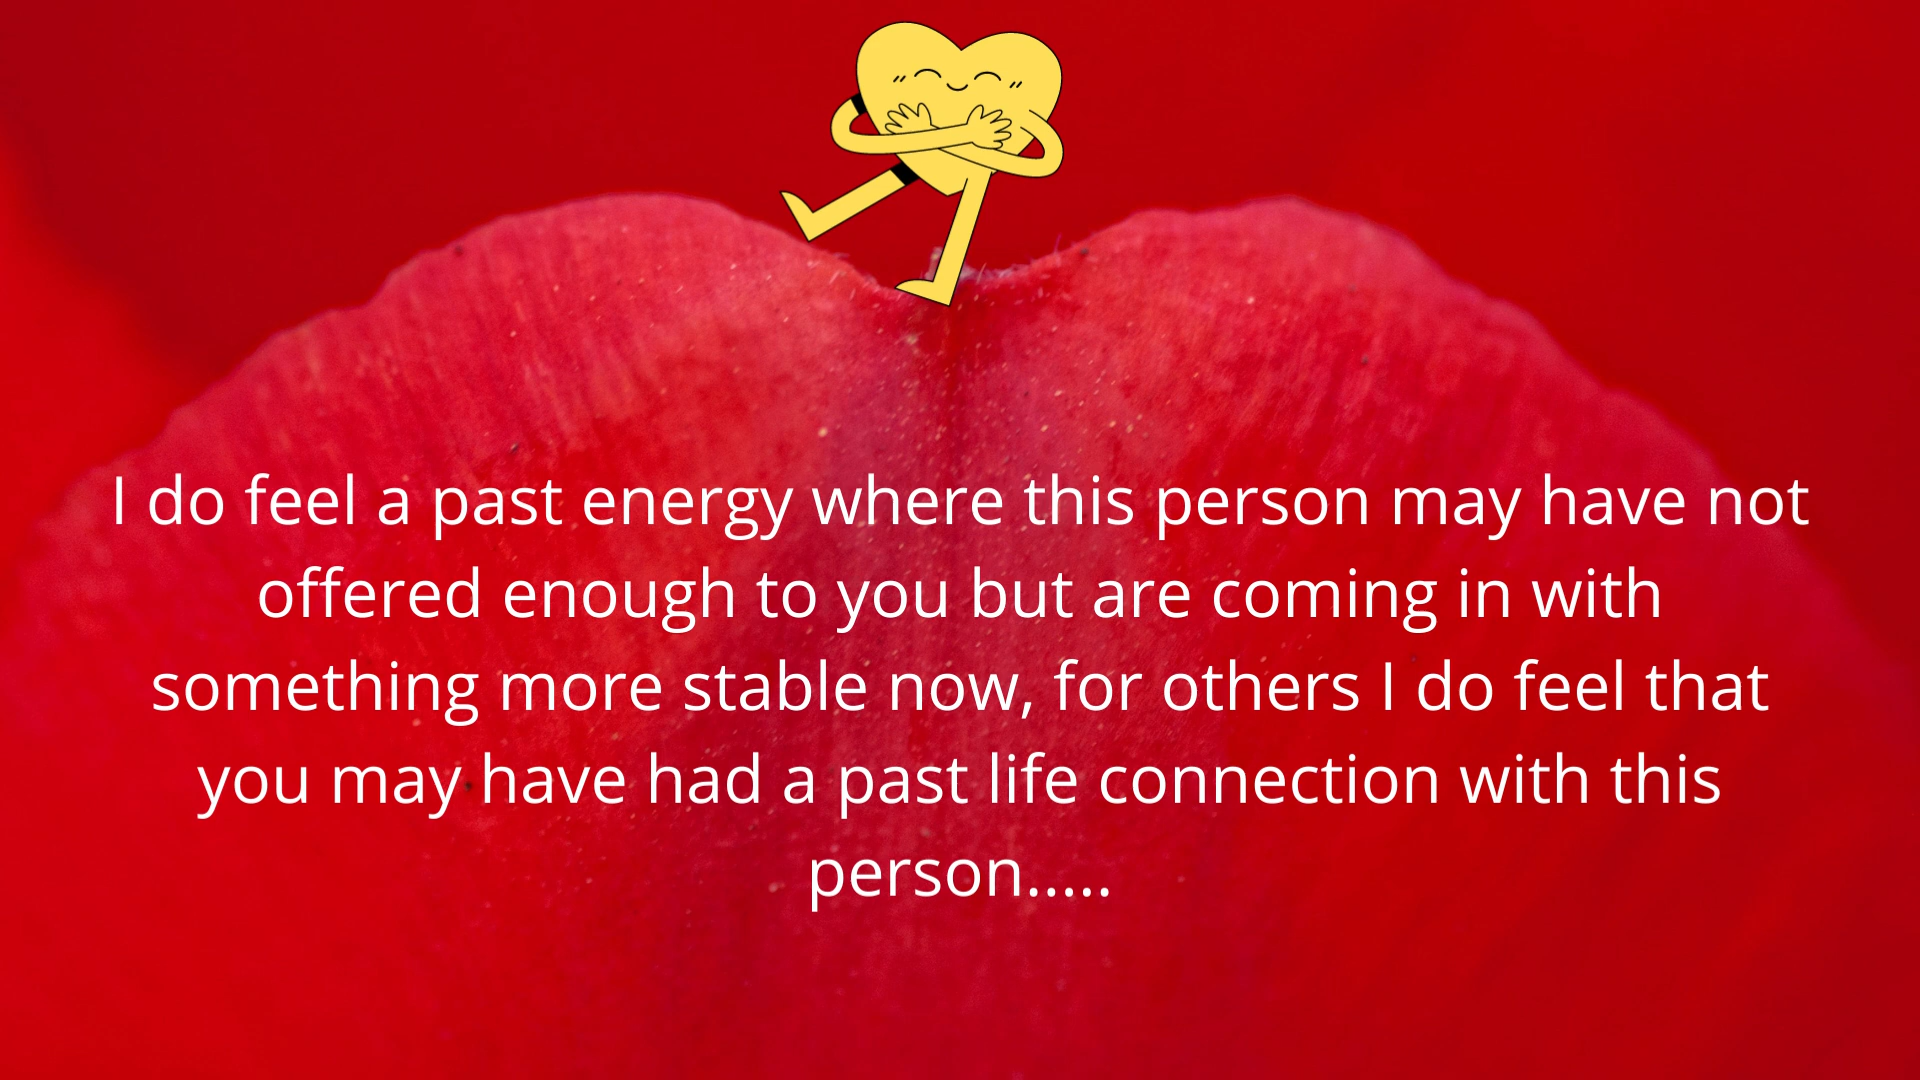 I do feel a past energy where this person may have not
offered enough to you but are coming in with
something more stable now, for others I do feel that
you may have had a past life connection with this
person.....